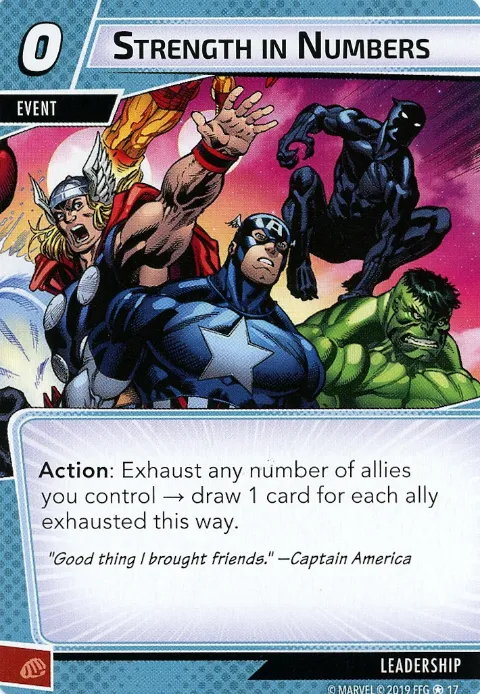 0
STRENGTH IN NUMBERS
EVENT
A
Action: Exhaust any number of allies
you control → draw 1 card for each ally
exhausted this way.
"Good thing I brought friends." —Captain America
LEADERSHIP
© MARVEL © 2019 FFG ✪ 17